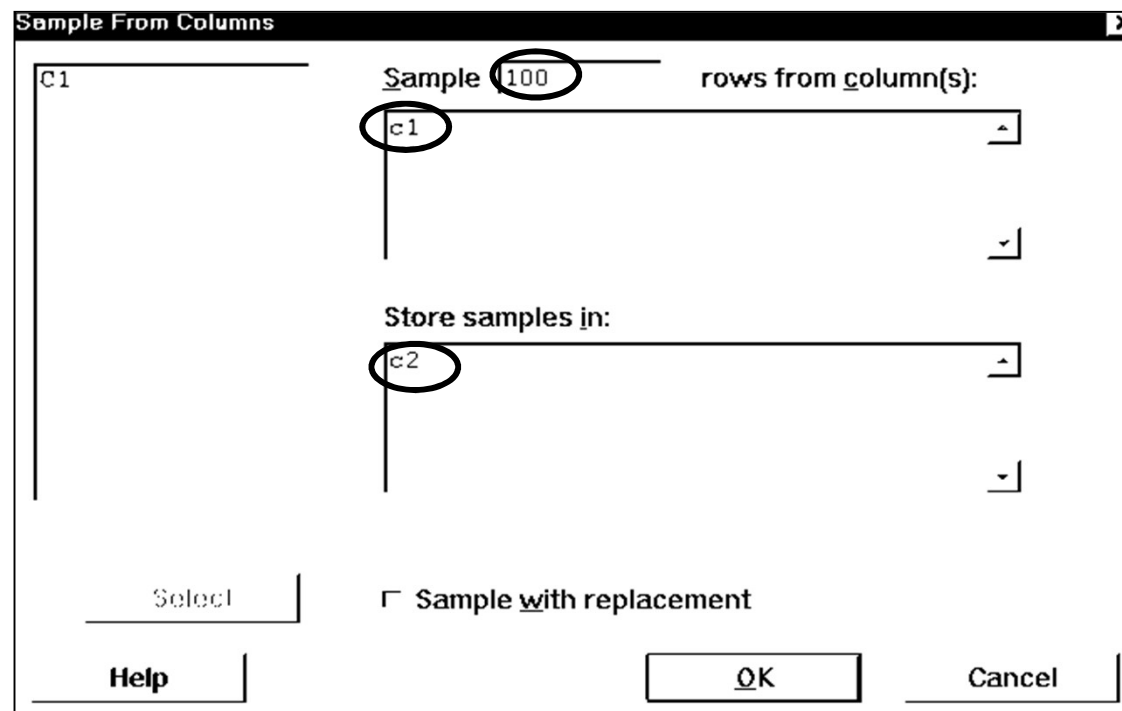 Sample From Columns
C1
Sample 100 rows from column(s):
c1
Store samples in:
c2
Select
Sample with replacement
Help
OK
Cancel